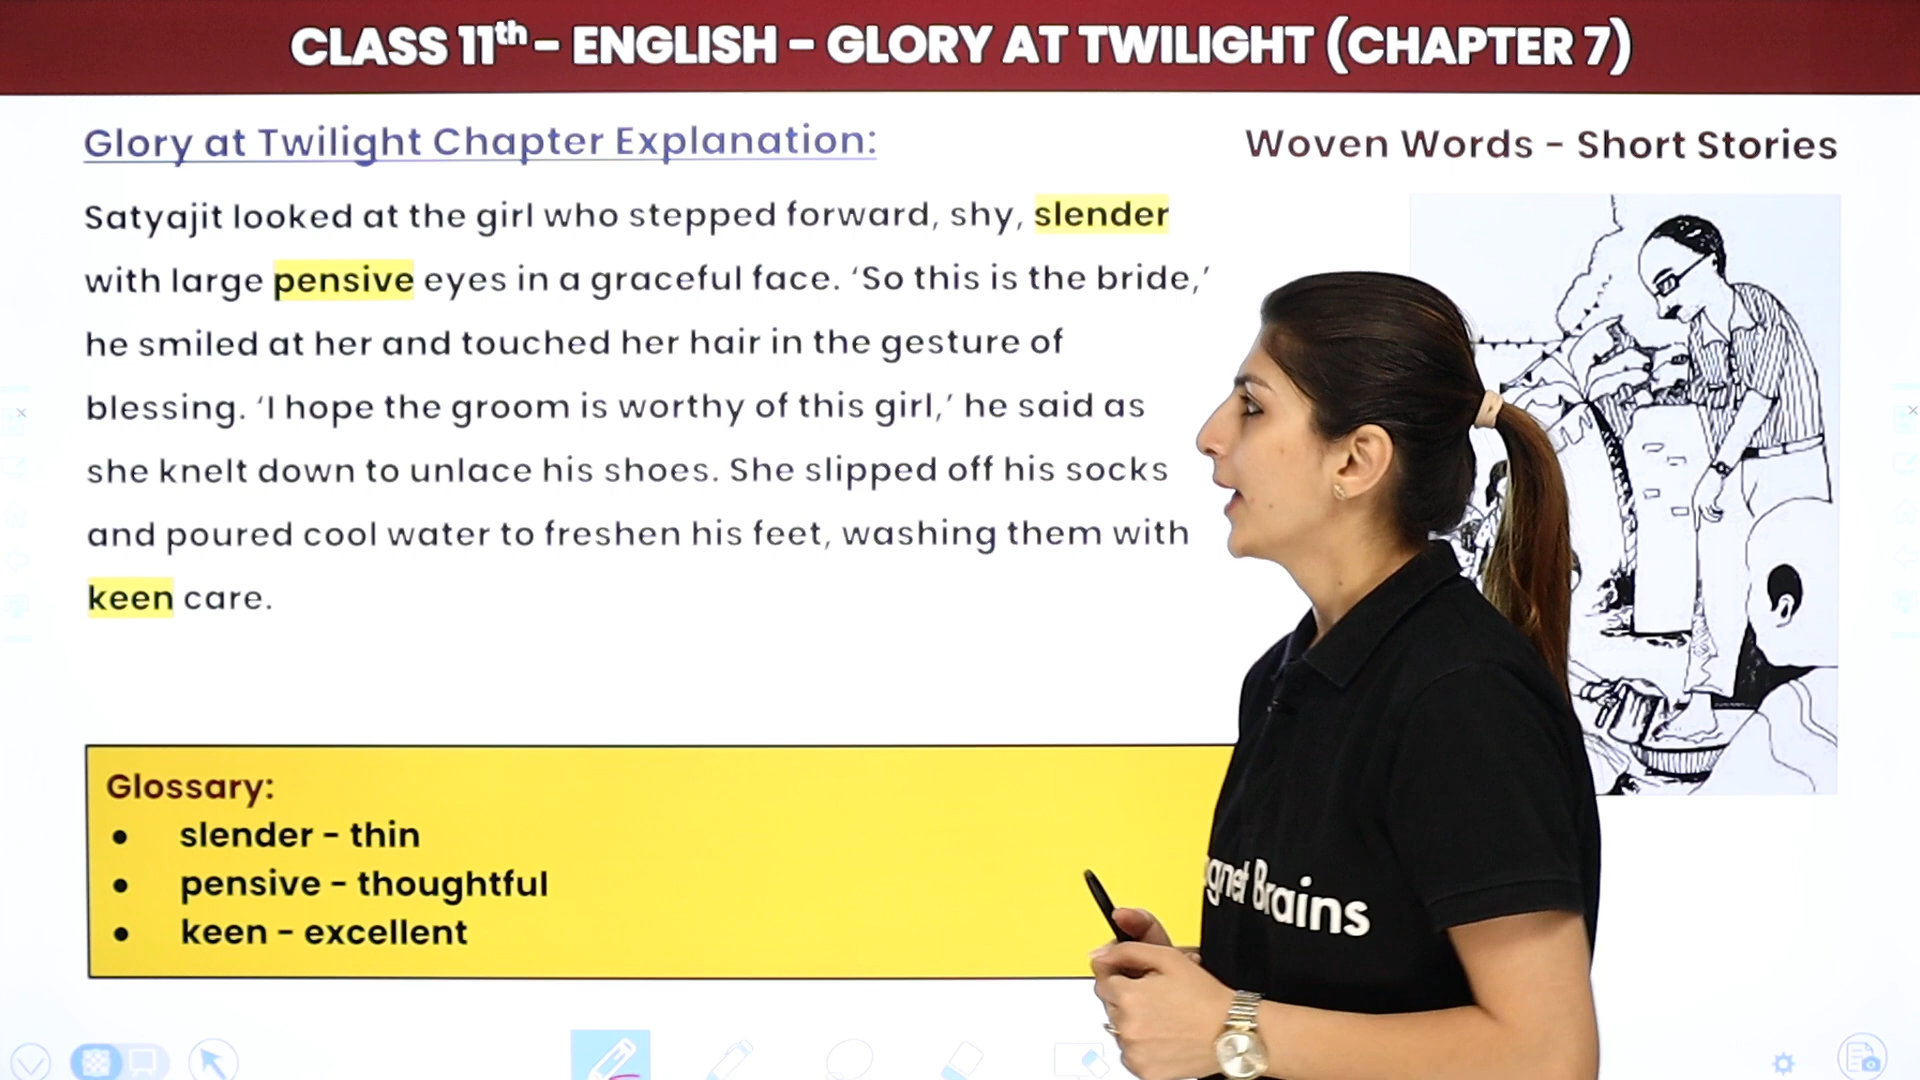 CLASS 11th – ENGLISH – GLORY AT TWILIGHT (CHAPTER 7)
Glory at Twilight Chapter Explanation:
Woven Words – Short Stories
Satyajit looked at the girl who stepped forward, shy, slender
with large pensive eyes in a graceful face. ‘So this is the bride,’
he smiled at her and touched her hair in the gesture of
blessing. ‘I hope the groom is worthy of this girl,’ he said as
she knelt down to unlace his shoes. She slipped off his socks
and poured cool water to freshen his feet, washing them with
keen care.
Glossary:
● slender – thin
● pensive – thoughtful
● keen – excellent
Brains